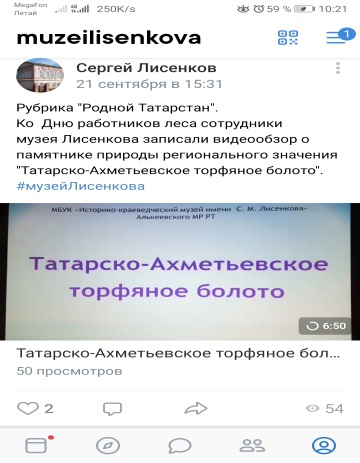 MegaFon
Летай
250K/s
59 %
10:21
muzeilisenkova
1
Сергей Лисенков
21 сентября в 15:31
Рубрика "Родной Татарстан".
Ко Дню работников леса сотрудники
музея Лисенкова записали видеообзор о
памятнике природы регионального значения
"Татарско-Ахметьевское торфяное болото".
#музейЛисенкова
МБУК «Историко-краеведческий музей имени С. М. Лисенкова»
Алькеевского МР РТ
Татарско-Ахметьевское
торфяное болото
6:50
Татарско-Ахметьевское торфяное бол...
50 просмотров
2
54